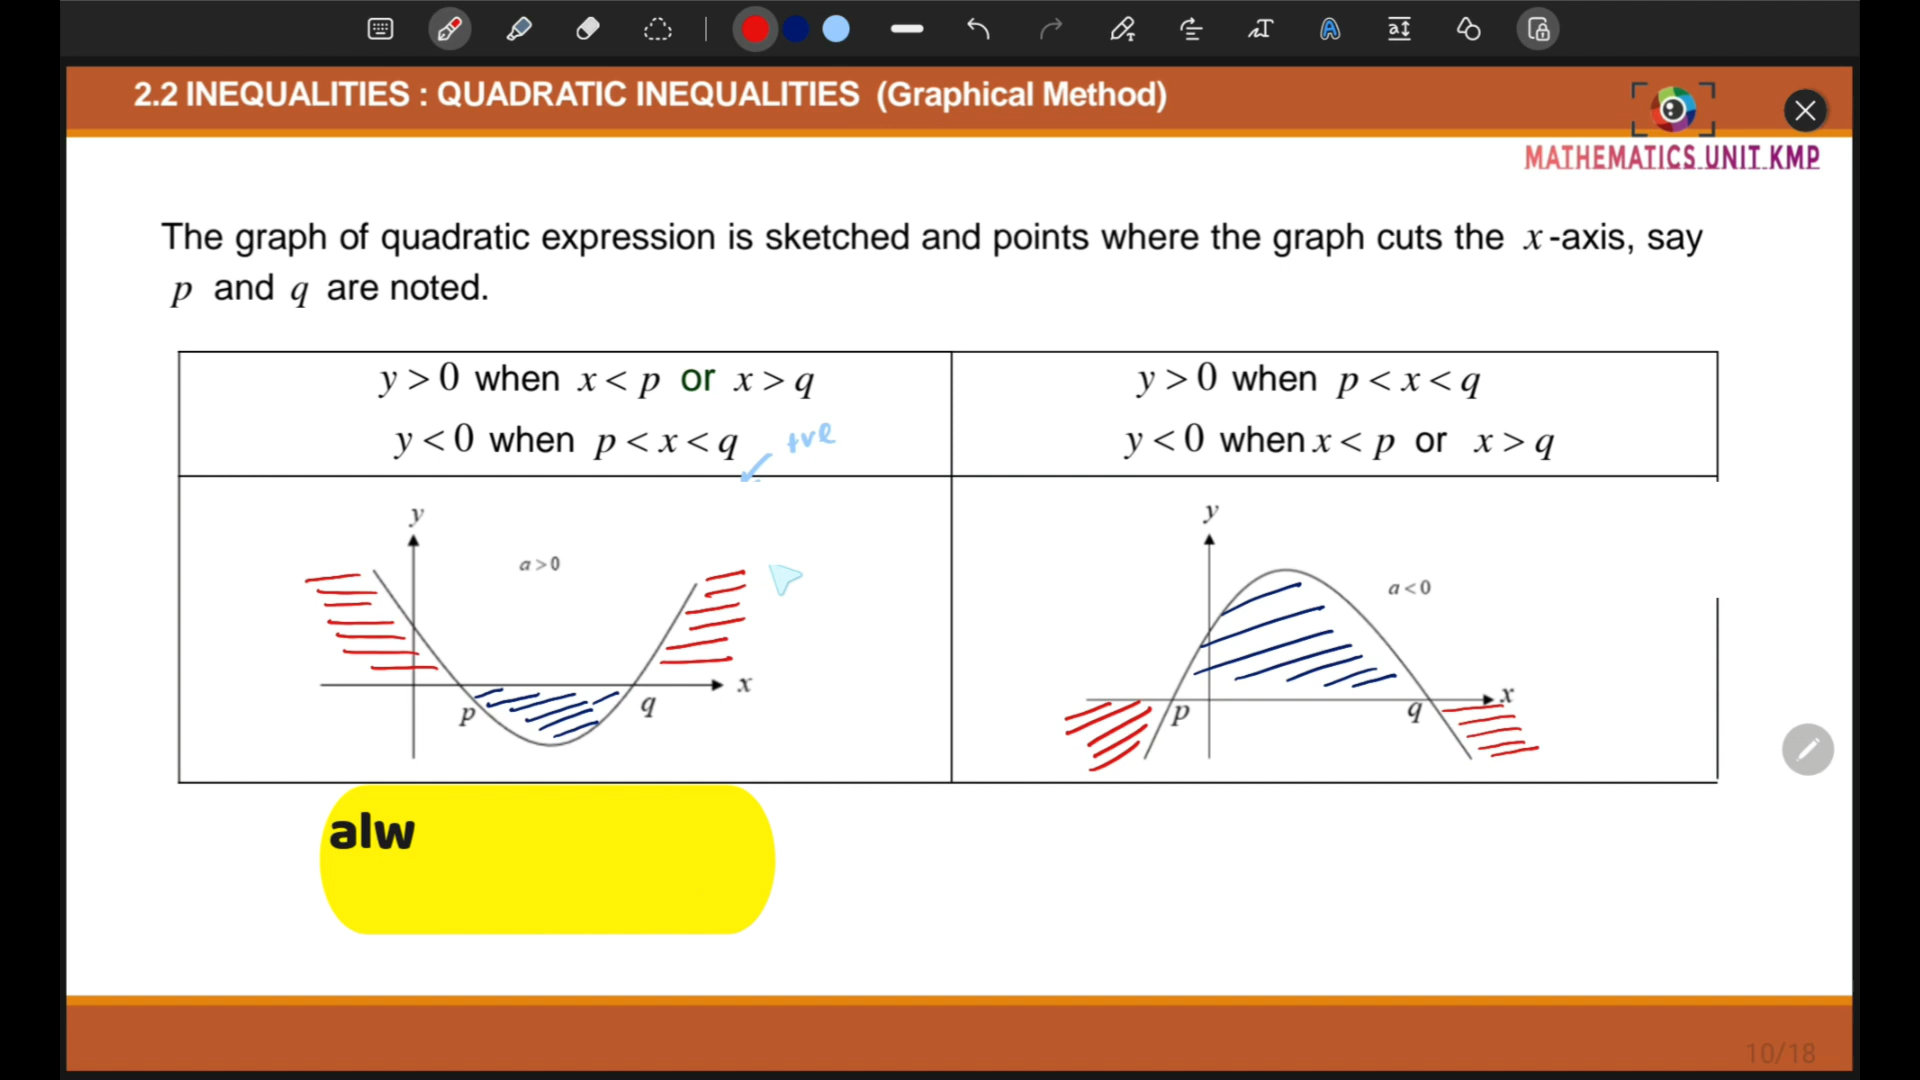 2.2 INEQUALITIES : QUADRATIC INEQUALITIES (Graphical Method)
MATHEMATICS UNIT KMP
The graph of quadratic expression is sketched and points where the graph cuts the x-axis, say
p and q are noted.
y > 0 when x < p or x > q
y < 0 when p < x < q
+ve
y > 0 when p < x < q
y < 0 when x < p or x > q
y
a > 0
x
p
q
y
a < 0
x
p
q
alw
10/18